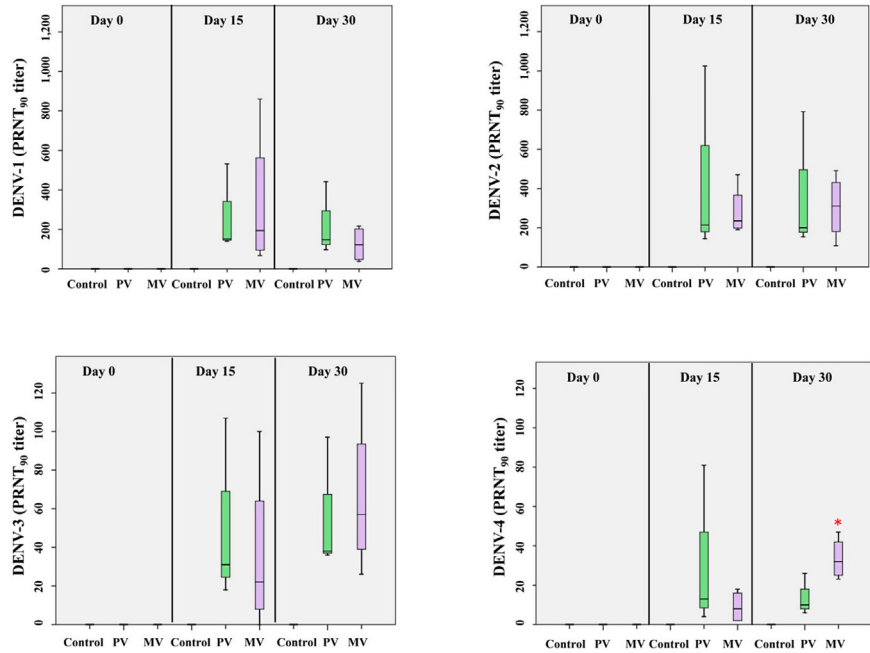 Day 0 Day 15 Day 30
DENV-1 (PRNT90 titer)
1,200
1,000
800
600
400
200
0
Control PV MV Control PV MV Control PV MV
Day 0 Day 15 Day 30
DENV-2 (PRNT90 titer)
1,200
1,000
800
600
400
200
0
Control PV MV Control PV MV Control PV MV
Day 0 Day 15 Day 30
DENV-3 (PRNT90 titer)
120
100
80
60
40
20
0
Control PV MV Control PV MV Control PV MV
Day 0 Day 15 Day 30
DENV-4 (PRNT90 titer)
120
100
80
60
40
20
0
*
Control PV MV Control PV MV Control PV MV